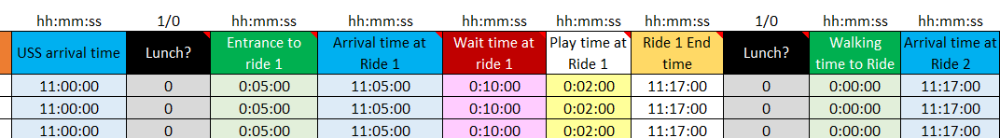 hh:mm:ss 1/0 hh:mm:ss hh:mm:ss hh:mm:ss hh:mm:ss hh:mm:ss 1/0 hh:mm:ss hh:mm:ss
USS arrival time Lunch? Entrance to ride 1 Arrival time at Ride 1 Wait time at ride 1 Play time at Ride 1 Ride 1 End time Lunch? Walking time to Ride Arrival time at Ride 2
11:00:00 0 0:05:00 11:05:00 0:10:00 0:02:00 11:17:00 0 0:00:00 11:17:00
11:00:00 0 0:05:00 11:05:00 0:10:00 0:02:00 11:17:00 0 0:00:00 11:17:00
11:00:00 0 0:05:00 11:05:00 0:10:00 0:02:00 11:17:00 0 0:00:00 11:17:00